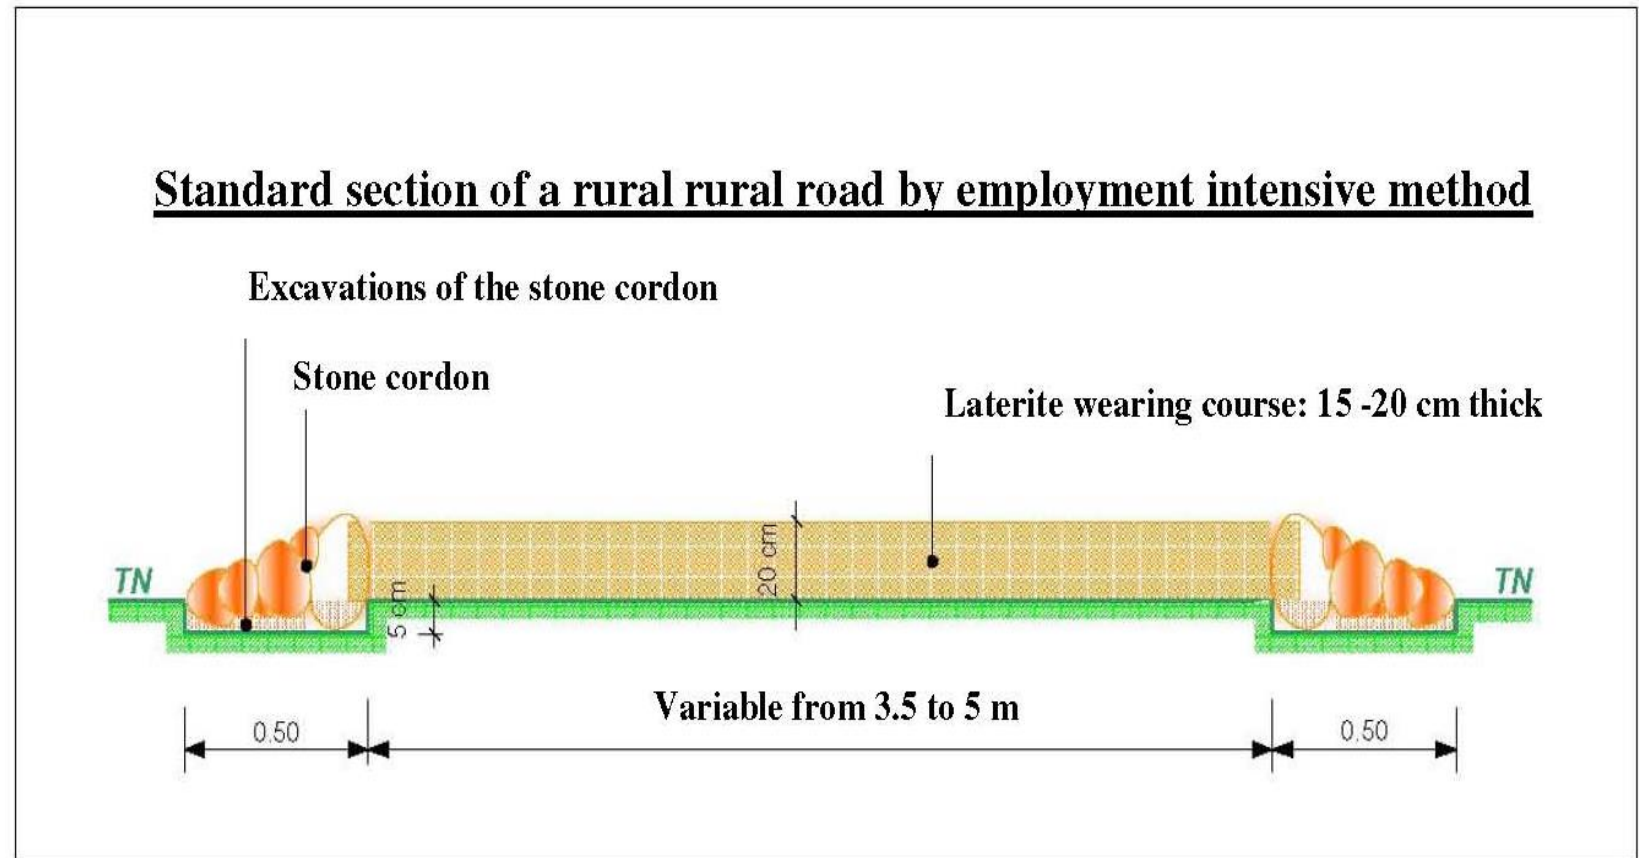 Standard section of a rural rural road by employment intensive method
Excavations of the stone cordon
Stone cordon
Laterite wearing course: 15 -20 cm thick
TN
5 cm
20 cm
TN
Variable from 3.5 to 5 m
0.50
0.50